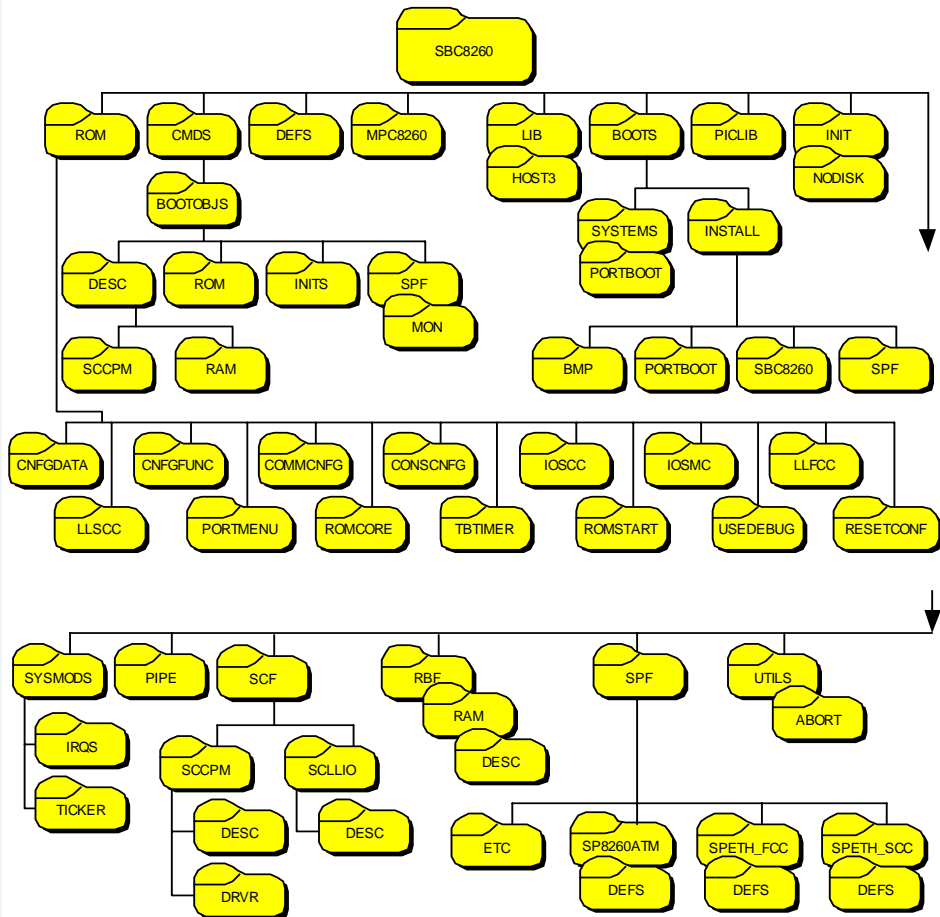 SBC8260
ROM
CMDS
DEFS
MPC8260
LIB
BOOTS
PICLIB
INIT
HOST3
NODISK
BOOTOBJS
SYSTEMS
INSTALL
PORTBOOT
DESC
ROM
INITS
SPF
MON
SCCPM
RAM
BMP
PORTBOOT
SBC8260
SPF
CNFGDATA
CNFGFUNC
COMMCNFG
CONSCNFG
IOSCC
IOSMC
LLFCC
LLSCC
PORTMENU
ROMCORE
TBTIMER
ROMSTART
USEDEBUG
RESETCONF
SYSMODS
PIPE
SCF
RBF
SPF
UTILS
RAM
ABORT
IRQS
SCCPM
SCLLIO
DESC
TICKER
DESC
DESC
ETC
SP8260ATM
SPETH_FCC
SPETH_SCC
DRVR
DEFS
DEFS
DEFS